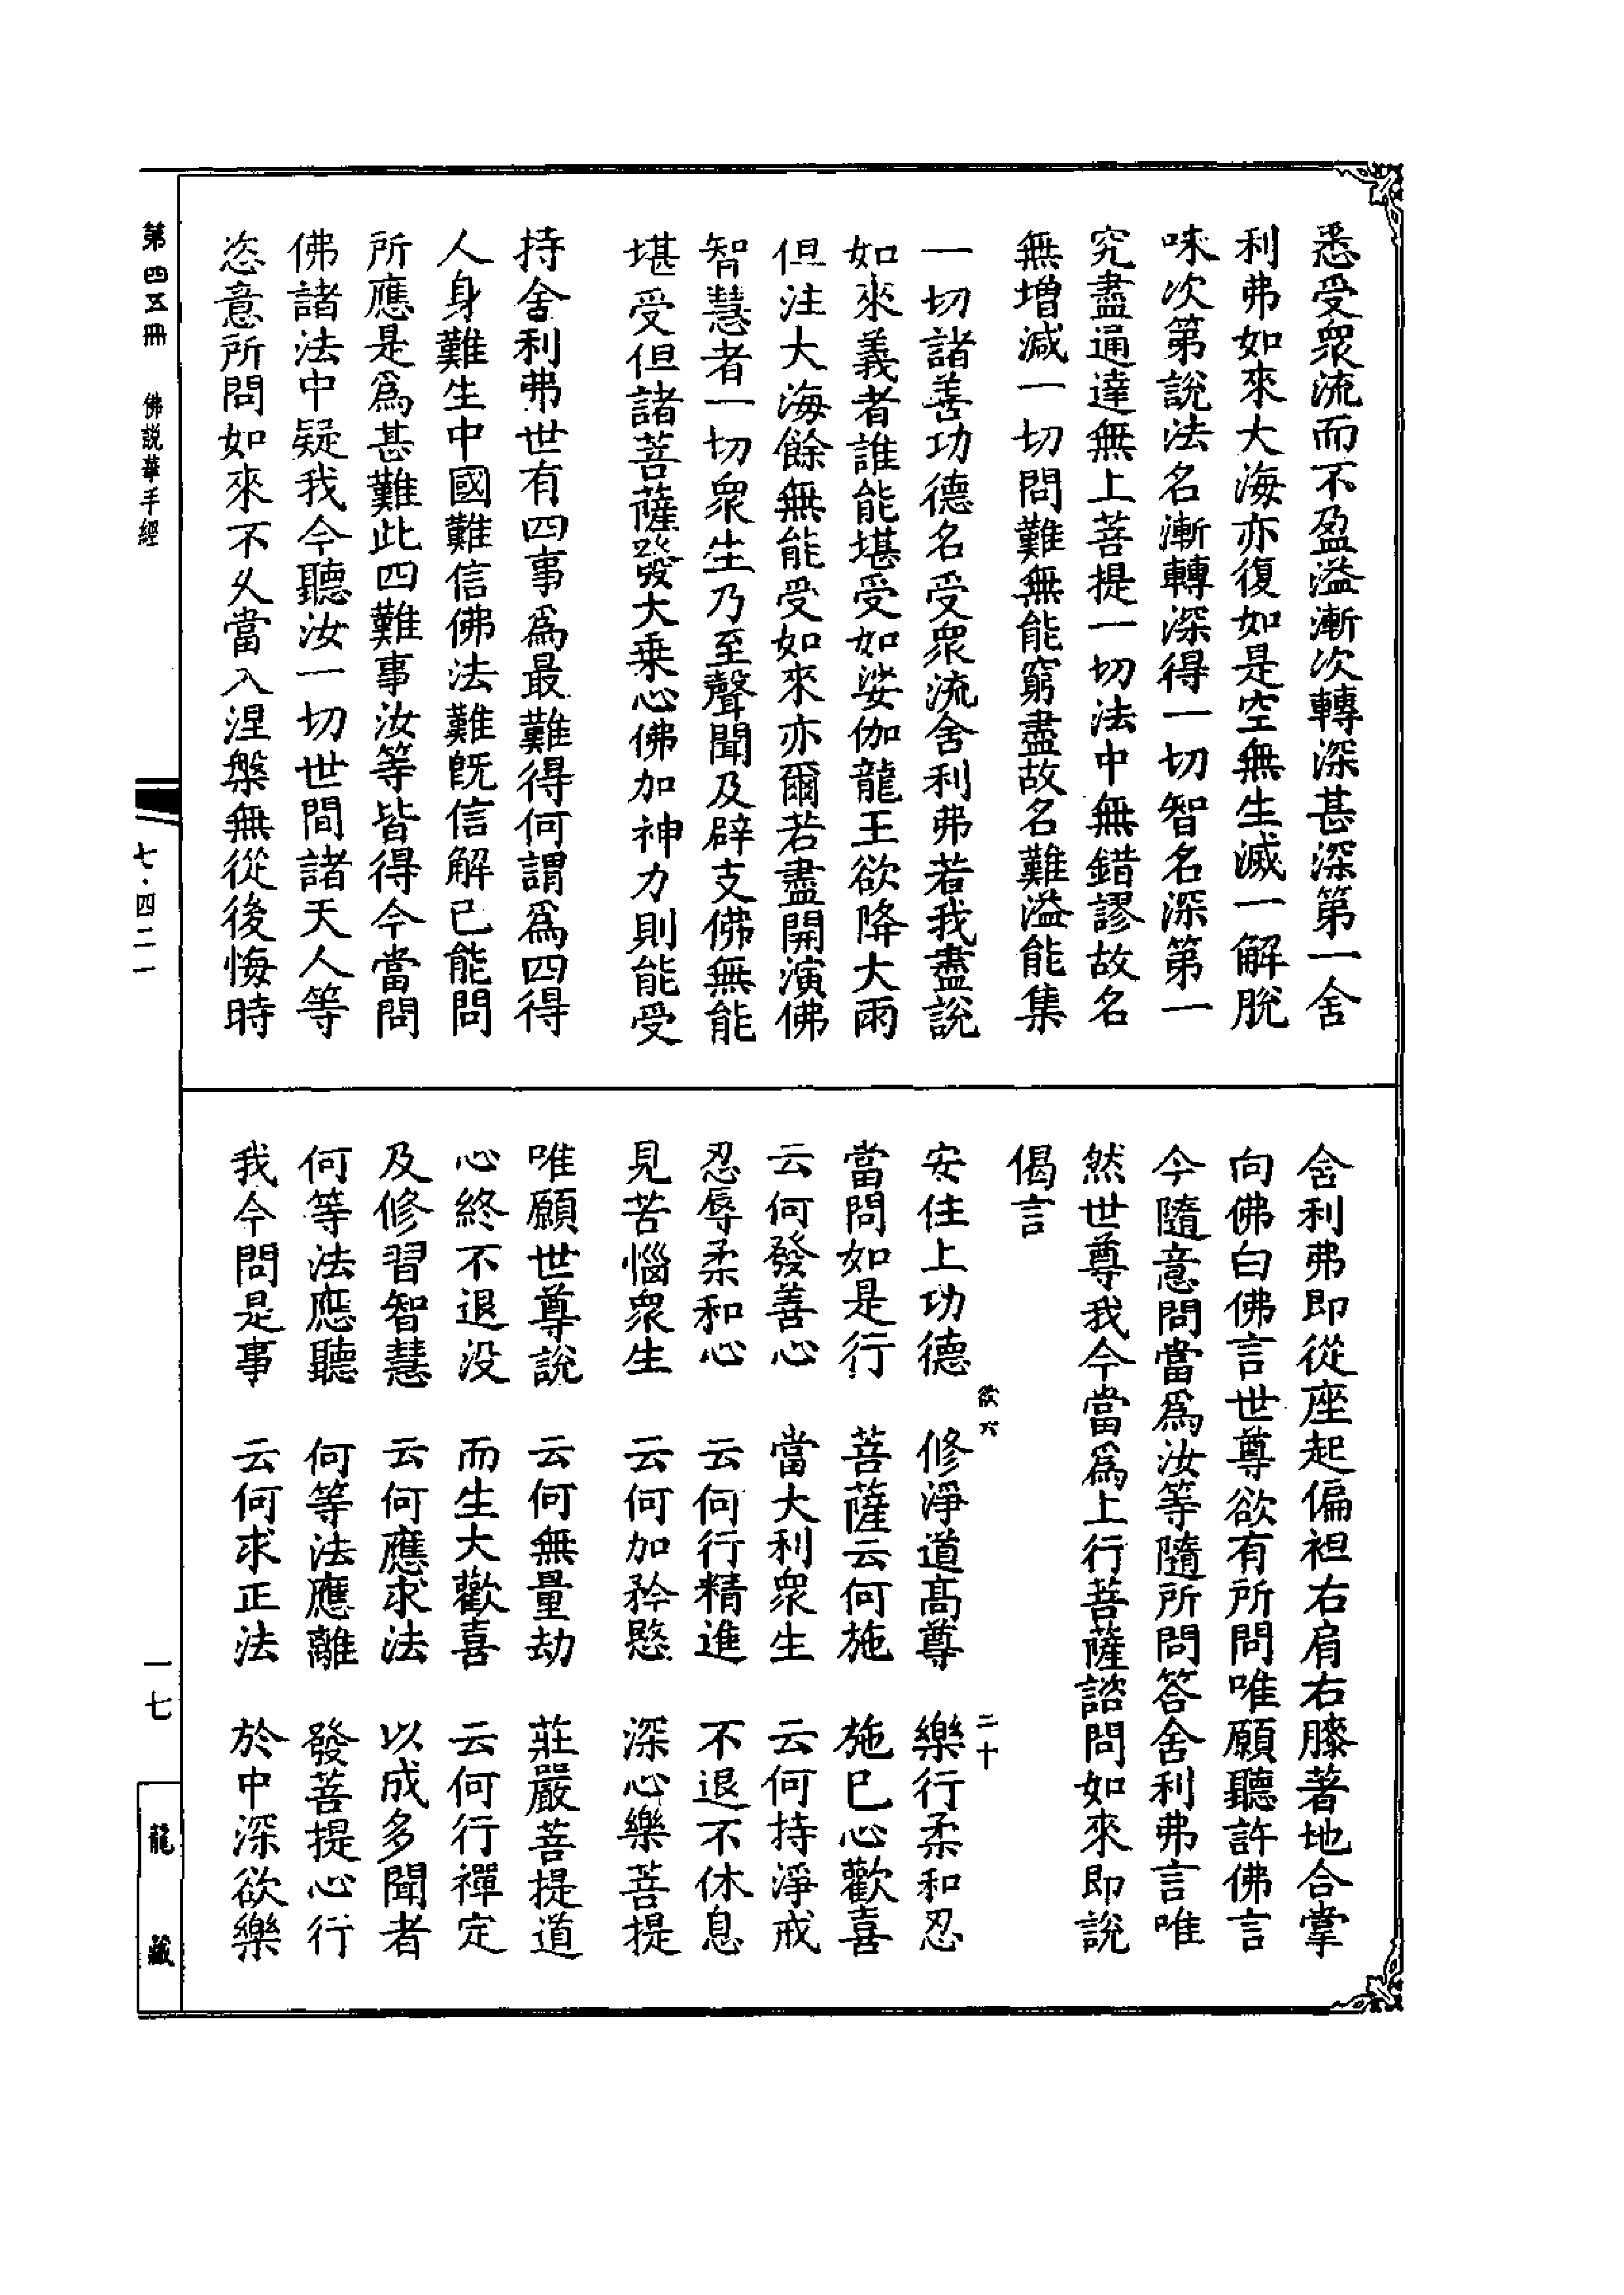 悉受衆流而不盈溢漸次轉深甚深第一舍
利弗如來大海亦復如是空無生滅一解脫
味次第說法名漸轉深得一切智名深第一
究盡通達無上菩提一切法中無錯謬故名
無增減一切問難無能窮盡故名難溢能集
一切諸善功德名受衆流舍利弗若我盡說
如來義者誰能堪受如娑伽龍王欲降大雨
但注大海餘無能受如來亦爾若盡開演佛
智慧者一切衆生乃至聲聞及辟支佛無能
堪受但諸菩薩發大乗心佛加神力則能受
持舍利弗世有四事爲最難得何謂爲四得
人身難生中國難信佛法難旣信解已能問
所應是爲甚難此四難事汝等皆得今當問
佛諸法中疑我今聽汝一切世間諸天人等
恣意所問如來不乆當入涅槃無從後悔時
舍利弗即從座起偏袒右肩右膝著地合掌
向佛白佛言世尊欲有所問唯願聽許佛言
今隨意問當爲汝等隨所問答舍利弗言唯
然世尊我今當爲上行菩薩諮問如來即說
偈言
安住上功德　修淨道髙尊　樂行柔和忍
當問如是行　菩薩云何施　施已心歡喜
云何發善心　當大利衆生　云何持淨戒
忍辱柔和心　云何行精進　不退不休息
見苦惱衆生　云何加矜愍　深心樂菩提
唯願世尊說　云何無量劫　莊嚴菩提道
心終不退没　而生大歡喜　云何行禪定
及修習智慧　云何應求法　以成多聞者
何等法應聽　何等法應離　發菩提心行
我今問是事　云何求正法　於中深欲樂
欲六　二十
第四五冊　佛説華手經　七·四二一　一七　龍藏